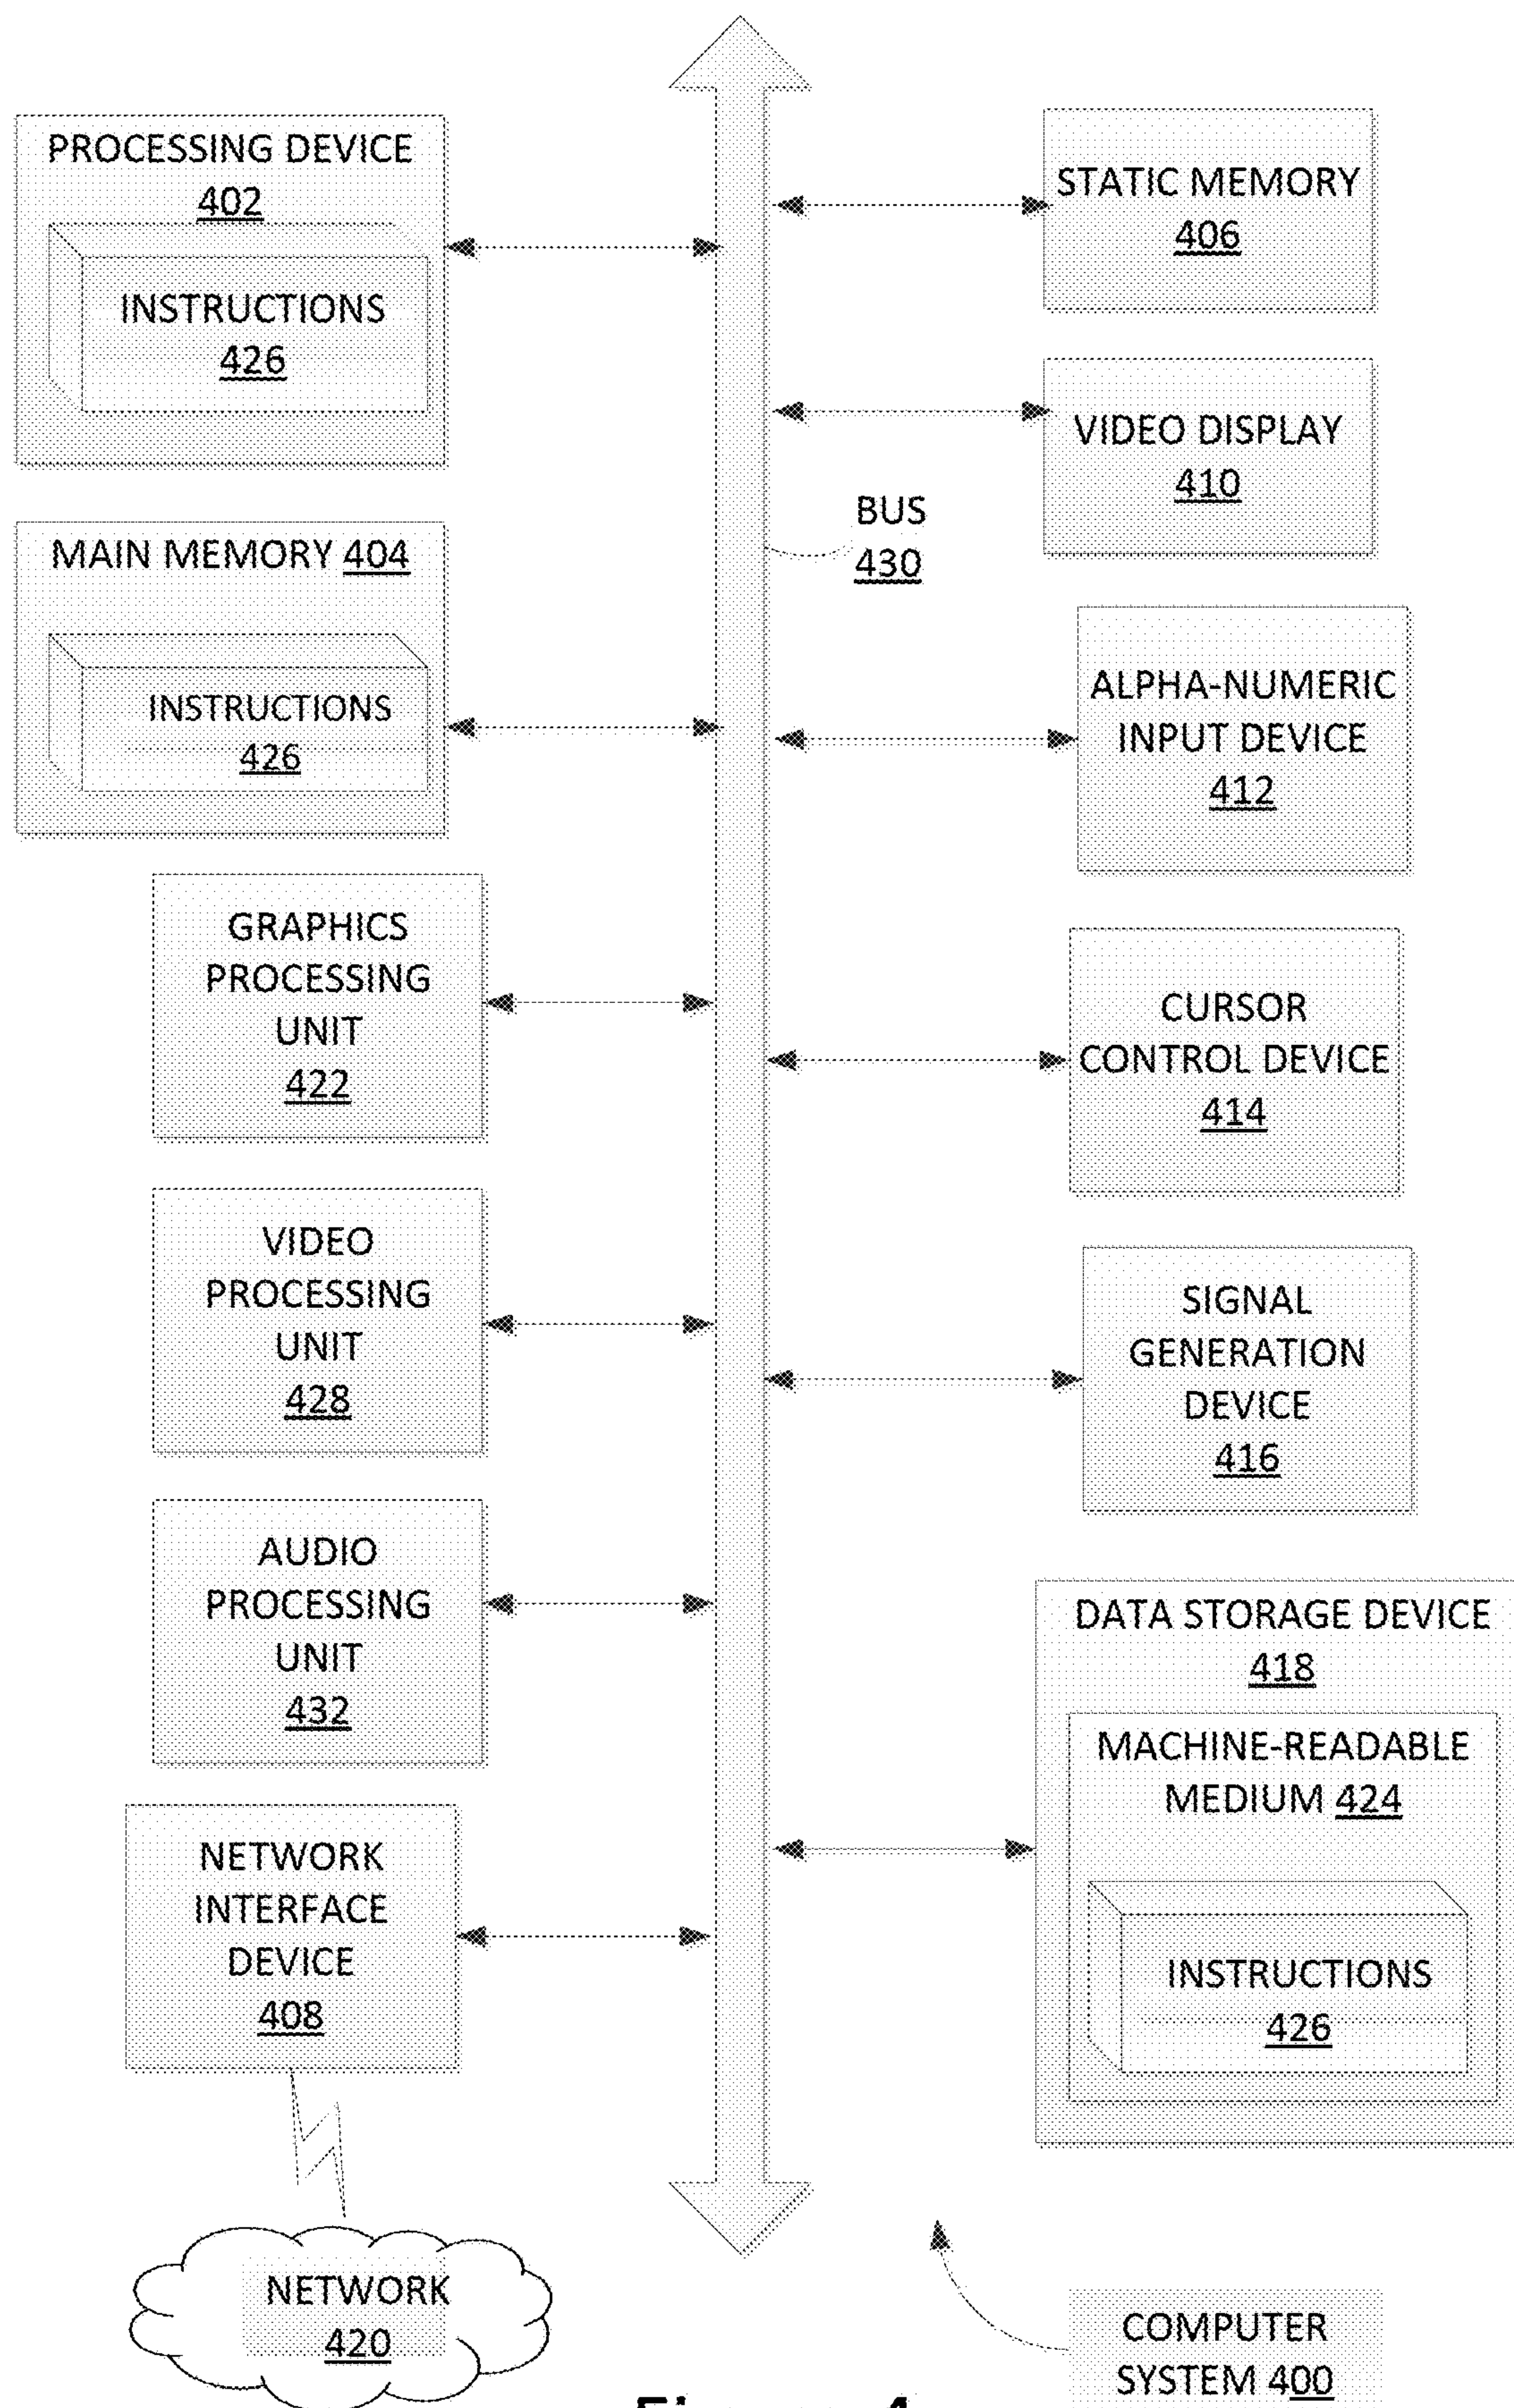 PROCESSING DEVICE
402
INSTRUCTIONS
426
MAIN MEMORY 404
INSTRUCTIONS
426
GRAPHICS
PROCESSING
UNIT
422
VIDEO
PROCESSING
UNIT
428
AUDIO
PROCESSING
UNIT
432
NETWORK
INTERFACE
DEVICE
408
NETWORK
420
BUS
430
STATIC MEMORY
406
VIDEO DISPLAY
410
ALPHA-NUMERIC
INPUT DEVICE
412
CURSOR
CONTROL DEVICE
414
SIGNAL
GENERATION
DEVICE
416
DATA STORAGE DEVICE
418
MACHINE-READABLE
MEDIUM 424
INSTRUCTIONS
426
COMPUTER
SYSTEM 400